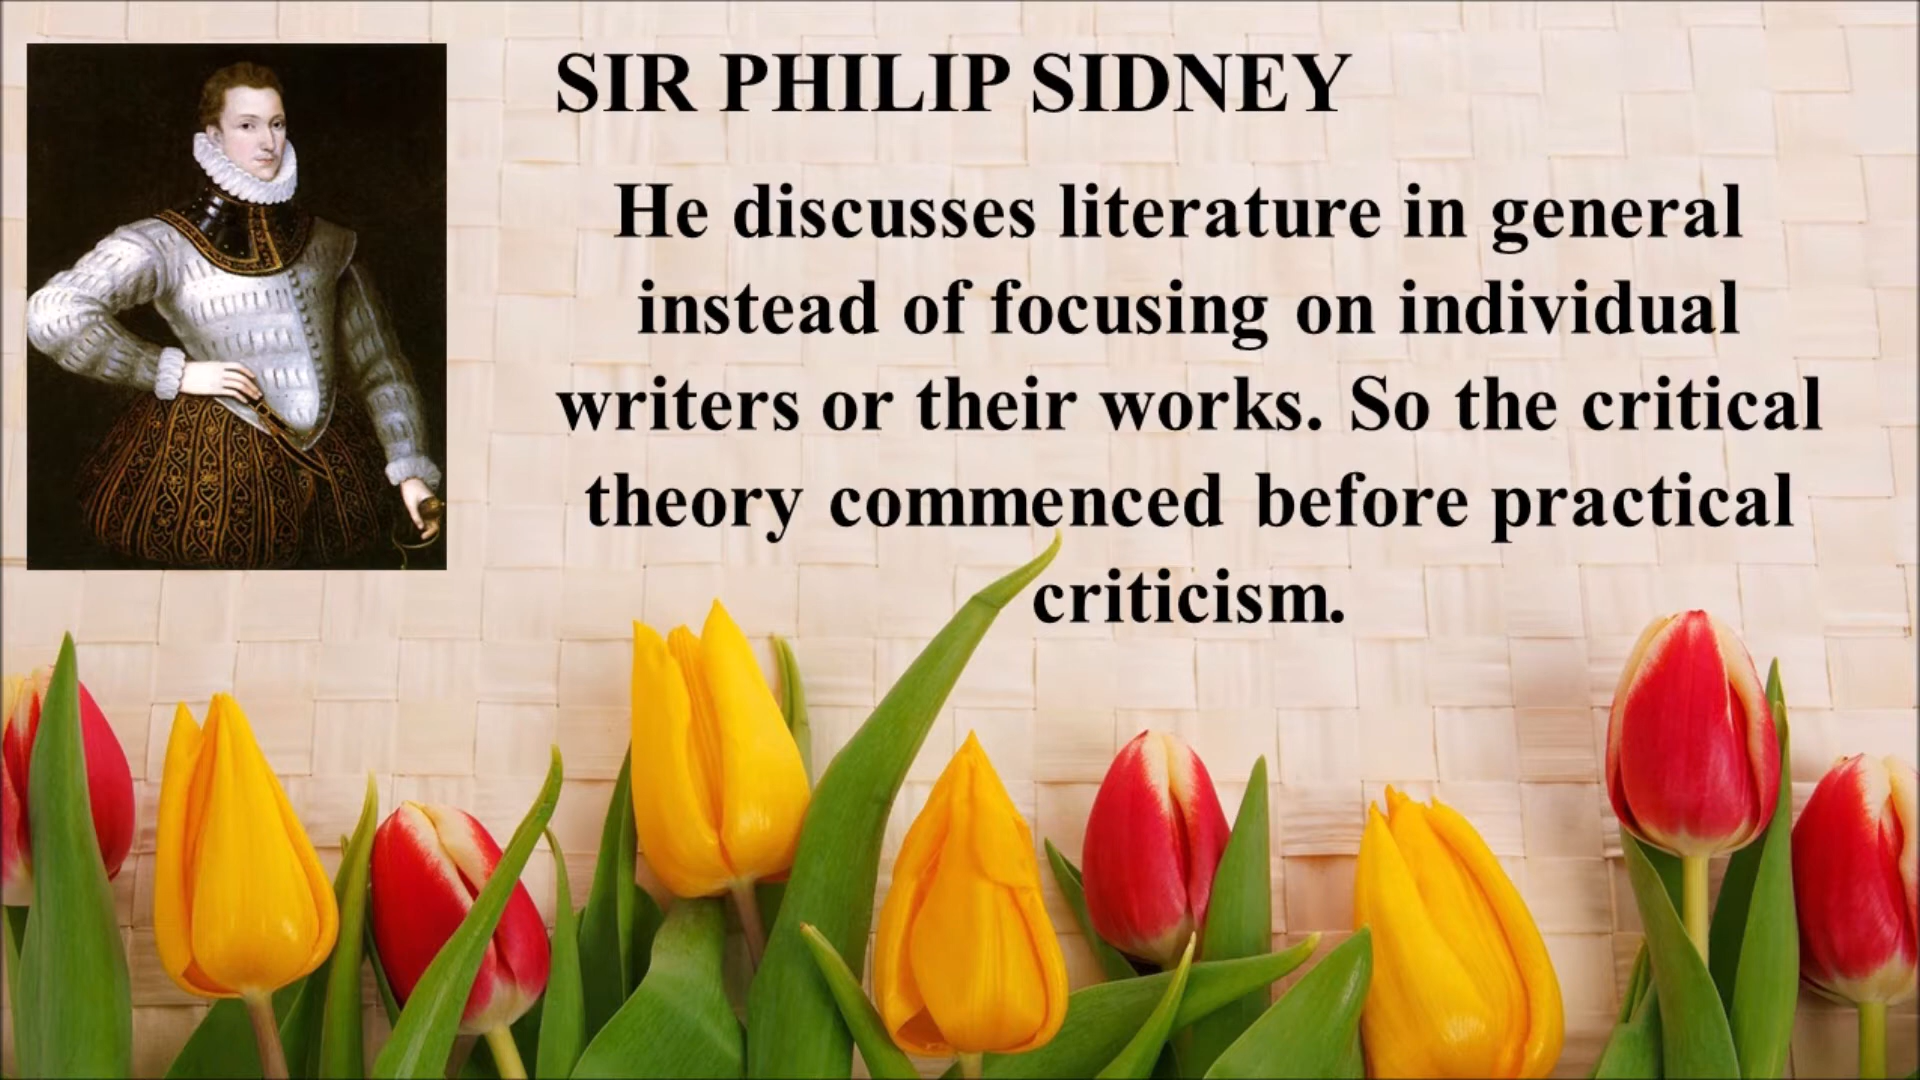 SIR PHILIP SIDNEY
He discusses literature in general
instead of focusing on individual
writers or their works. So the critical
theory commenced before practical
criticism.